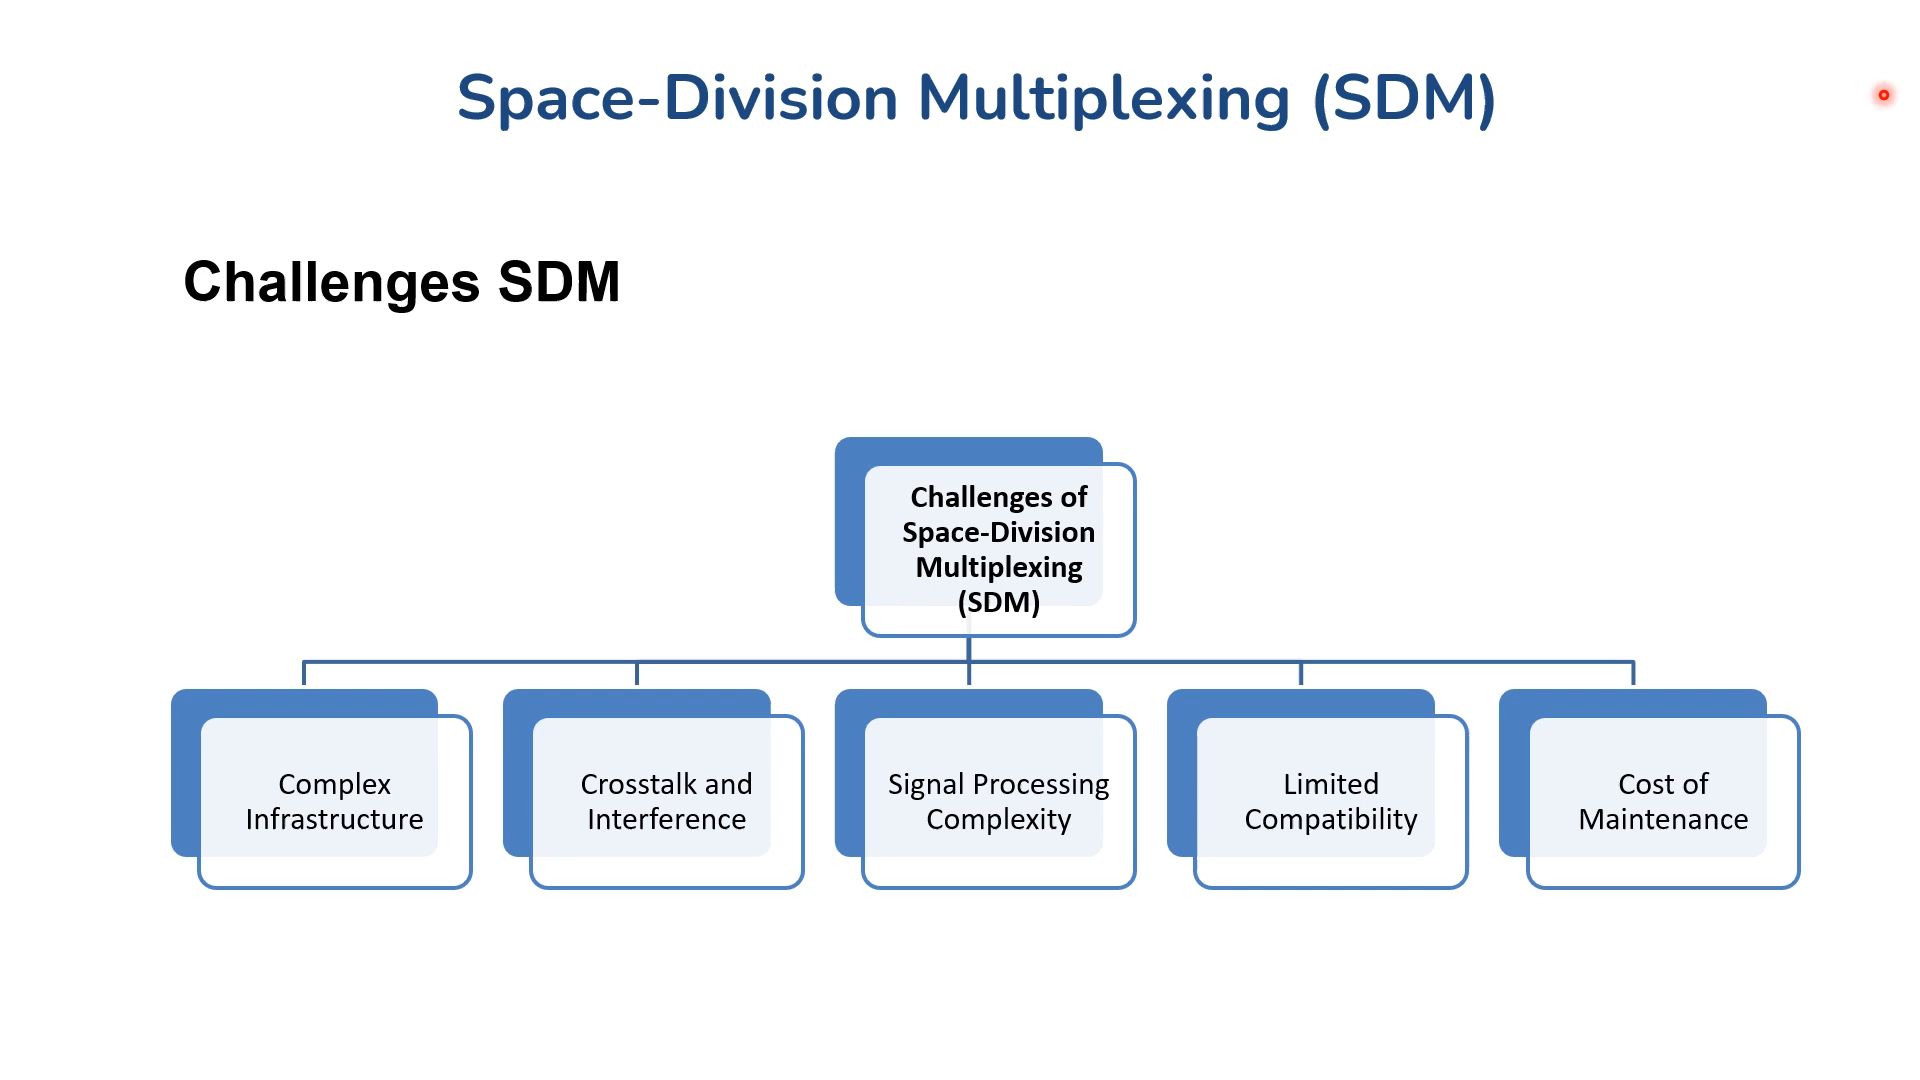 Space-Division Multiplexing (SDM)
Challenges SDM
Challenges of
Space-Division
Multiplexing
(SDM)
Complex
Infrastructure
Crosstalk and
Interference
Signal Processing
Complexity
Limited
Compatibility
Cost of
Maintenance